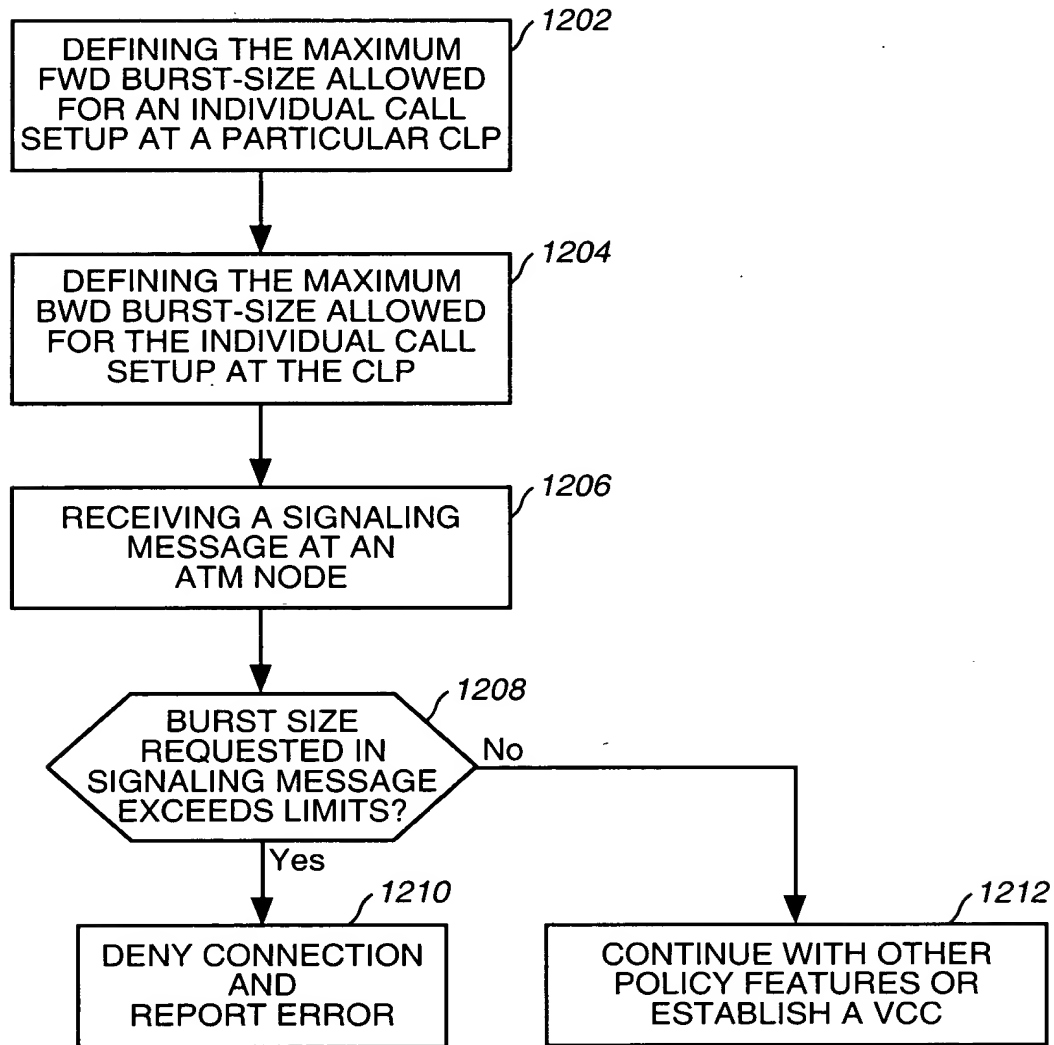 1202
DEFINING THE MAXIMUM
FWD BURST-SIZE ALLOWED
FOR AN INDIVIDUAL CALL
SETUP AT A PARTICULAR CLP
1204
DEFINING THE MAXIMUM
BWD BURST-SIZE ALLOWED
FOR THE INDIVIDUAL CALL
SETUP AT THE CLP
1206
RECEIVING A SIGNALING
MESSAGE AT AN
ATM NODE
1208
BURST SIZE
REQUESTED IN
SIGNALING MESSAGE
EXCEEDS LIMITS?
No
Yes
1210
DENY CONNECTION
AND
REPORT ERROR
1212
CONTINUE WITH OTHER
POLICY FEATURES OR
ESTABLISH A VCC